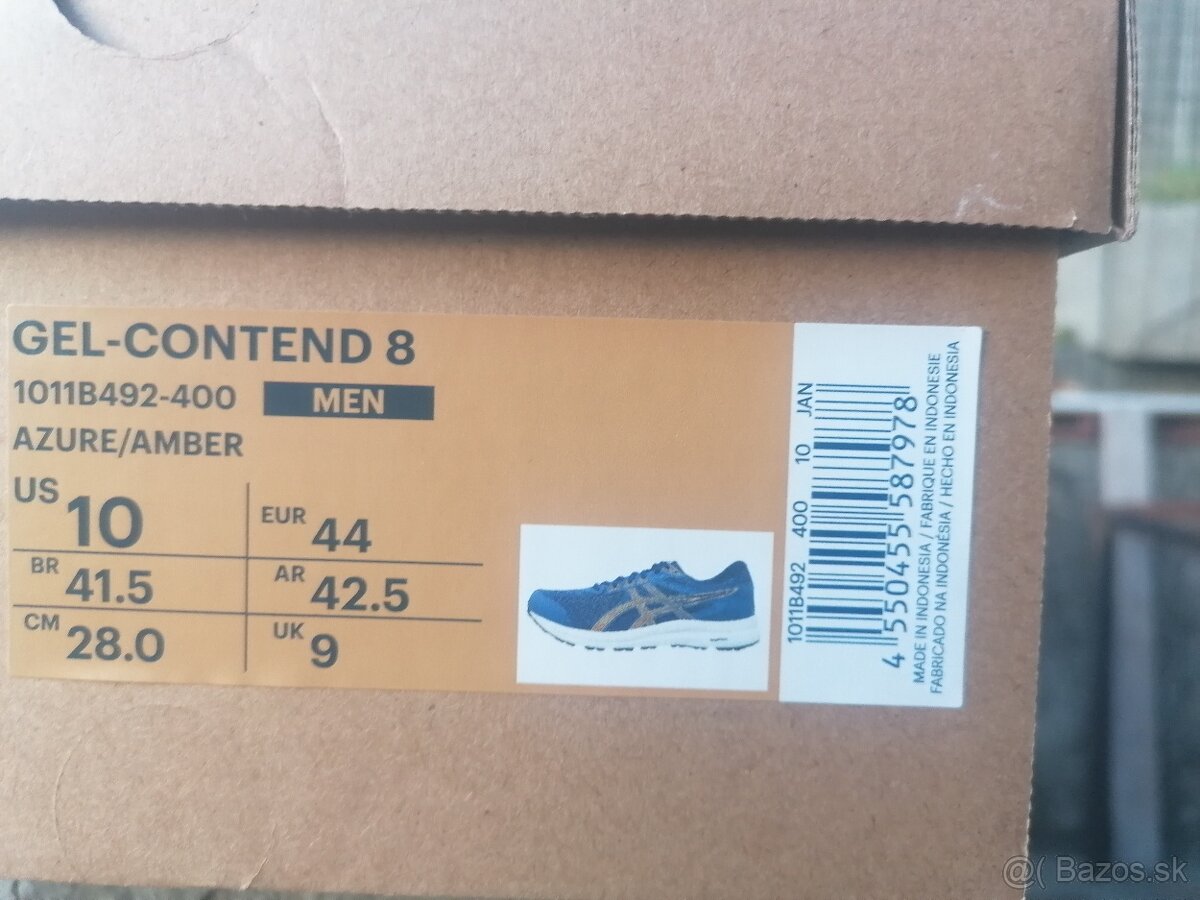 GEL-CONTEND 8
1011B492-400 MEN
AZURE/AMBER
US 10 EUR 44
BR 41.5 AR 42.5
CM 28.0 UK 9
1011B492 400 10 JAN
4 550455 587978
MADE IN INDONESIA / FABRIQUE EN INDONESIE
FABRICADO NA INDONÉSIA / HECHO EN INDONESIA
@( Bazos.sk